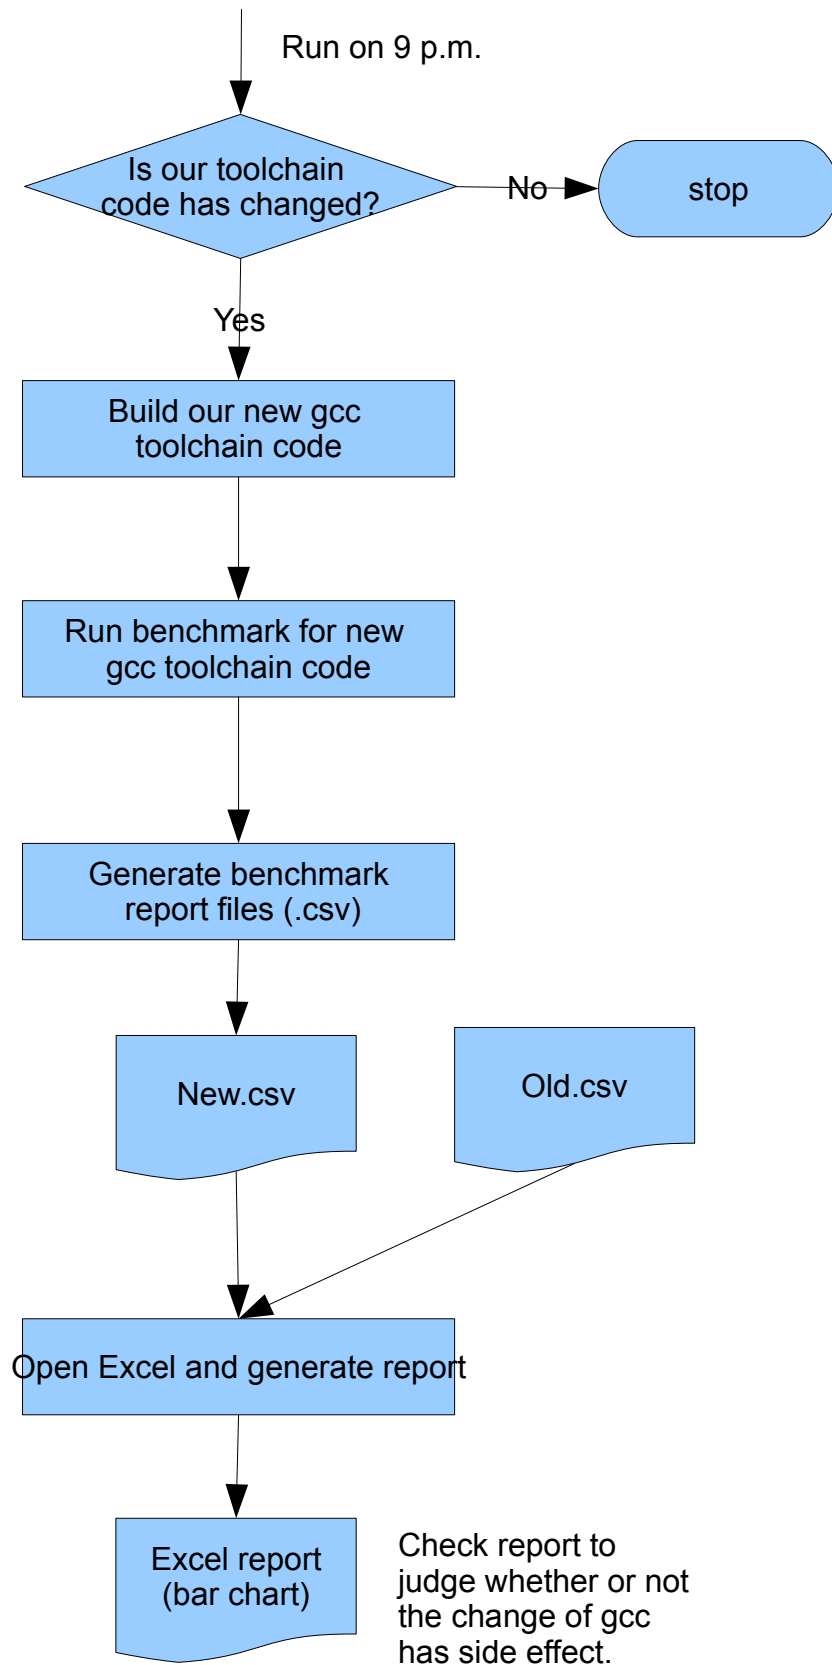 Run on 9 p.m.
Is our toolchain
code has changed?
No
stop
Yes
Build our new gcc
toolchain code
Run benchmark for new
gcc toolchain code
Generate benchmark
report files (.csv)
New.csv
Old.csv
Open Excel and generate report
Excel report
(bar chart)
Check report to
judge whether or not
the change of gcc
has side effect.